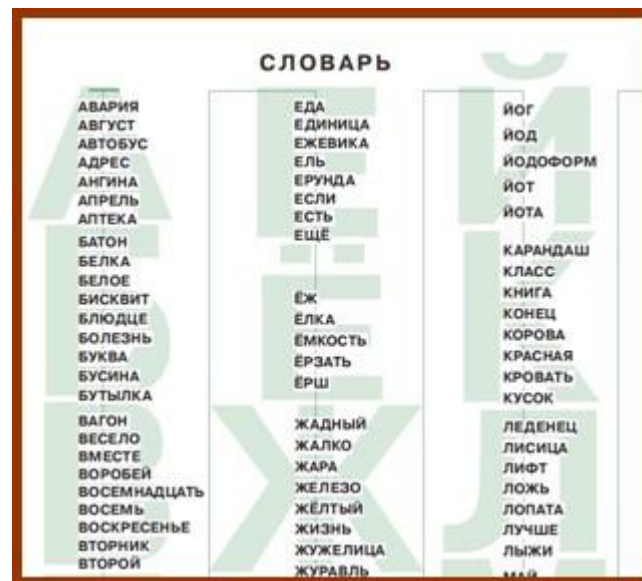 СЛОВАРЬ
АВАРИЯ
АВГУСТ
АВТОБУС
АДРЕС
АНГИНА
АПРЕЛЬ
АПТЕКА
БАТОН
БЕЛКА
БЕЛОЕ
БИСКВИТ
БЛЮДЦЕ
БОЛЕЗНЬ
БУКВА
БУСИНА
БУТЫЛКА
ВАГОН
ВЕСЕЛО
ВМЕСТЕ
ВОРОБЕЙ
ВОСЕМНАДЦАТЬ
ВОСЕМЬ
ВОСКРЕСЕНЬЕ
ВТОРНИК
ВТОРОЙ
ЕДА
ЕДИНИЦА
ЕЖЕВИКА
ЕЛЬ
ЕРУНДА
ЕСЛИ
ЕСТЬ
ЕЩЁ
ЁЖ
ЁЛКА
ЁМКОСТЬ
ЁРЗАТЬ
ЁРШ
ЖАДНЫЙ
ЖАЛКО
ЖАРА
ЖЕЛЕЗО
ЖЁЛТЫЙ
ЖИЗНЬ
ЖУЖЕЛИЦА
ЖУРАВЛЬ
ЙОГ
ЙОД
ЙОДОФОРМ
ЙОТ
ЙОТА
КАРАНДАШ
КЛАСС
КНИГА
КОНЕЦ
КОРОВА
КРАСНАЯ
КРОВАТЬ
КУСОК
ЛЕДЕНЕЦ
ЛИСИЦА
ЛИФТ
ЛОЖЬ
ЛОПАТА
ЛУЧШЕ
ЛЫЖИ
МАЙ